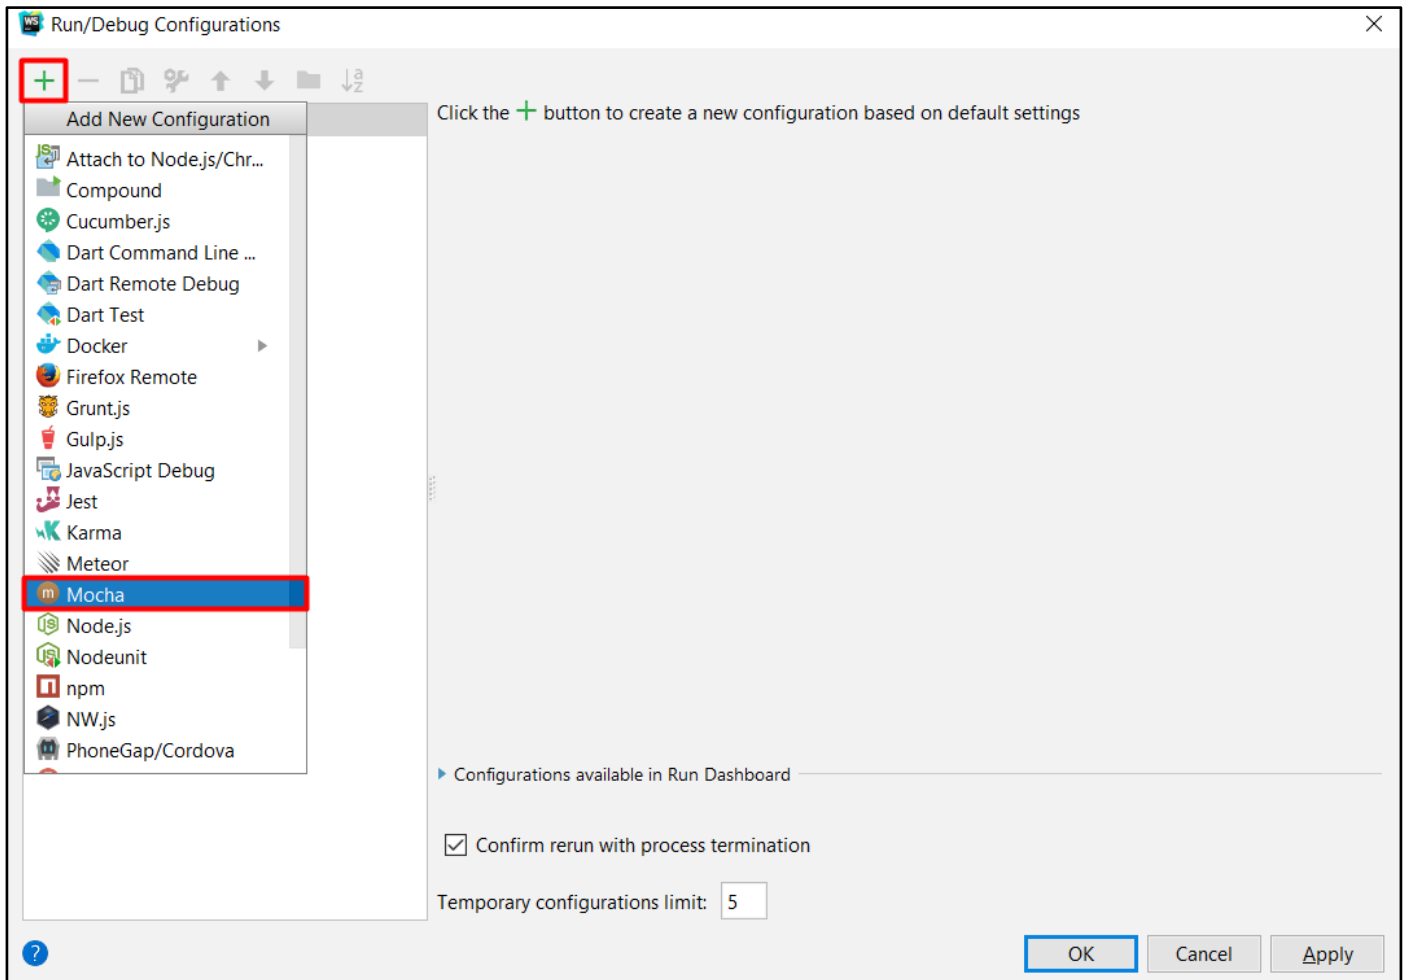 WS
Run/Debug Configurations
Add New Configuration
Click the + button to create a new configuration based on default settings
Attach to Node.js/Chr...
Compound
Cucumber.js
Dart Command Line ...
Dart Remote Debug
Dart Test
Docker
Firefox Remote
Grunt.js
Gulp.js
JavaScript Debug
Jest
Karma
Meteor
m Mocha
Node.js
Nodeunit
npm
NW.js
PhoneGap/Cordova
Configurations available in Run Dashboard
Confirm rerun with process termination
Temporary configurations limit: 5
?
OK
Cancel
Apply